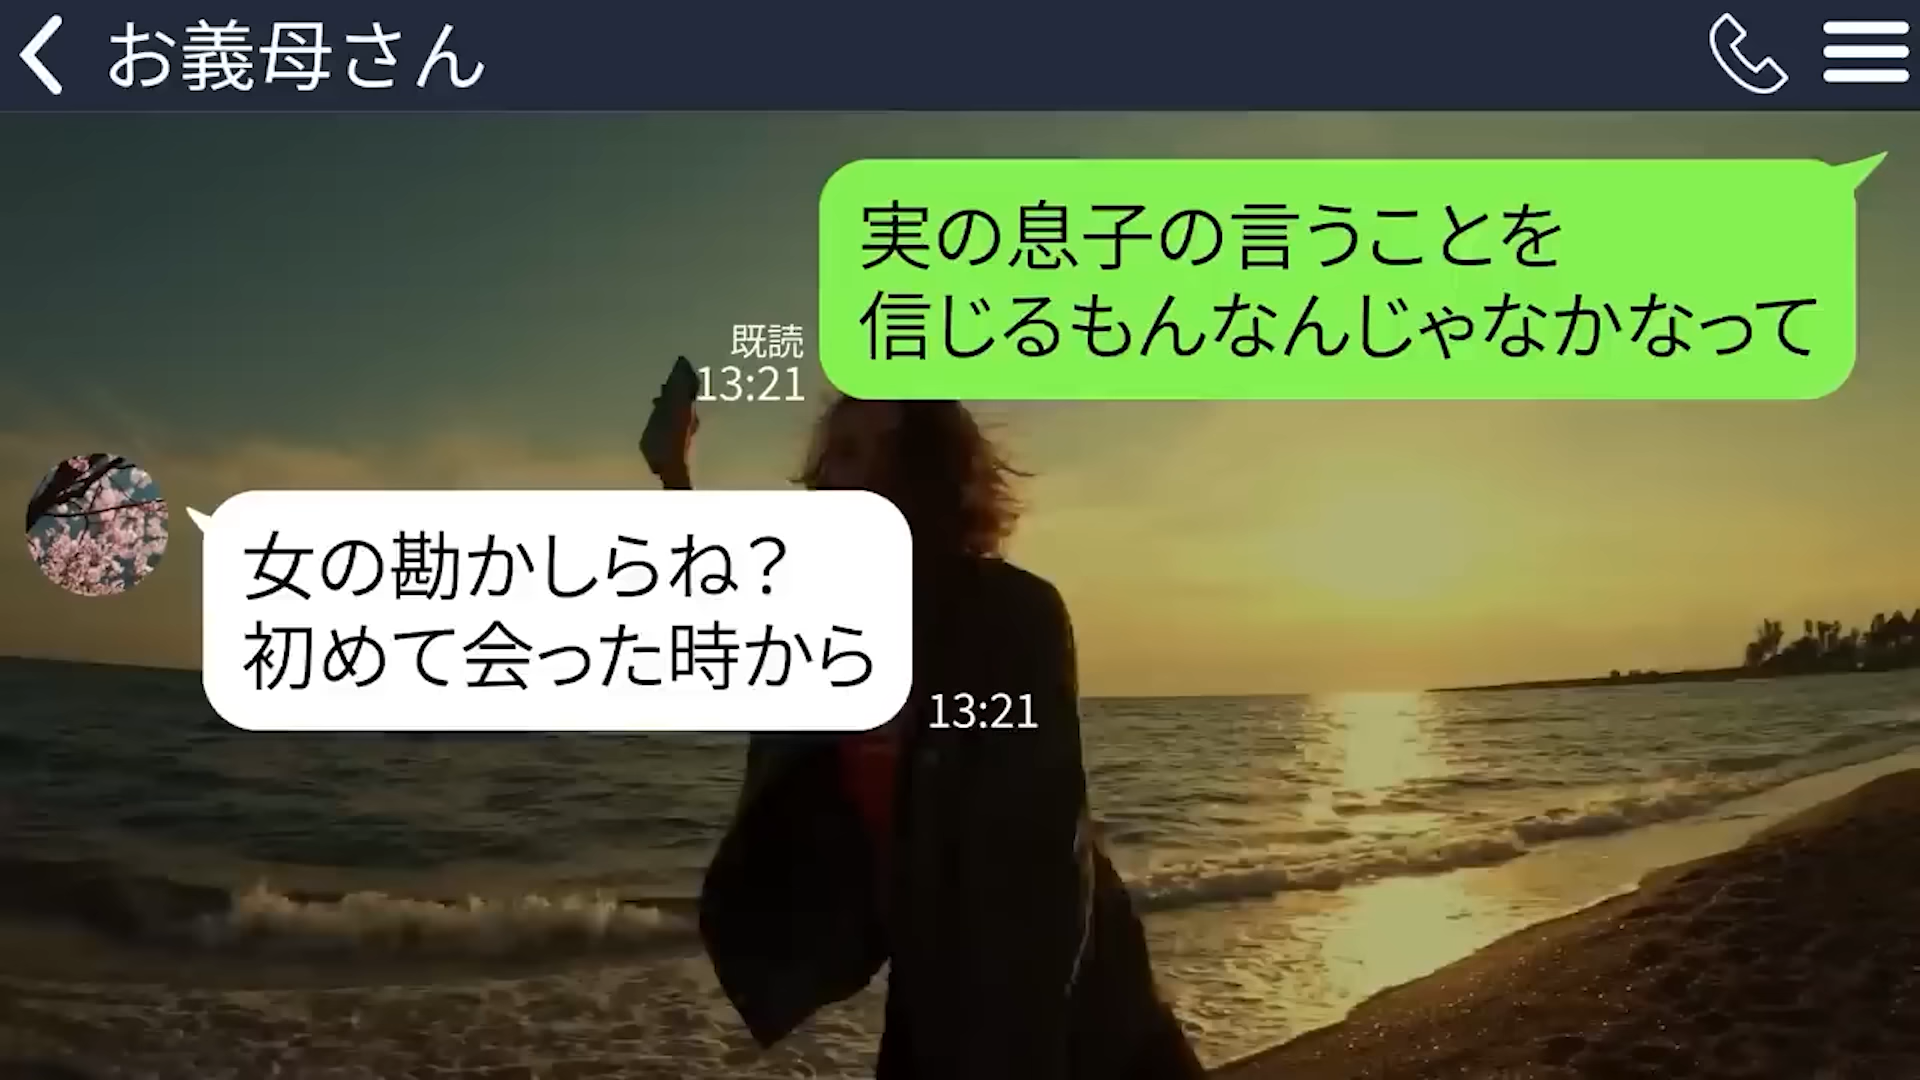 お義母さん
実の息子の言うことを
信じるもんなんじゃなかなって
既読
13:21
女の勘かしらね？
初めて会った時から
13:21